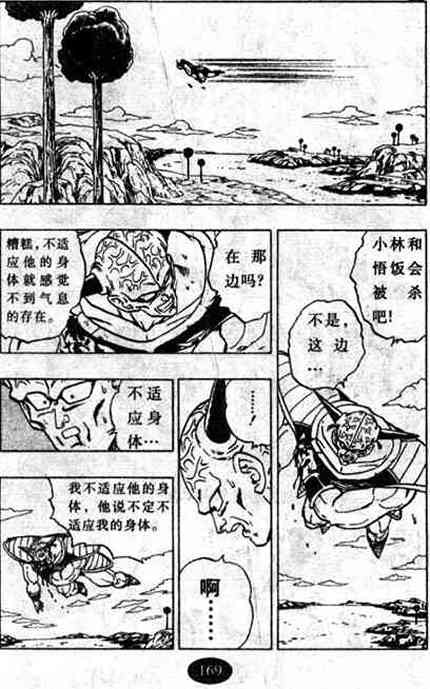 小林和
悟饭会
被杀
吧!
不是,
这边
…
在那
边吗?
糟糕,不适
应他的身
体就感觉
不到气息
的存在。
……!
啊
……
不适
应身
体…
我不适应他的身
体，他说不定不
适应我的身体。
169